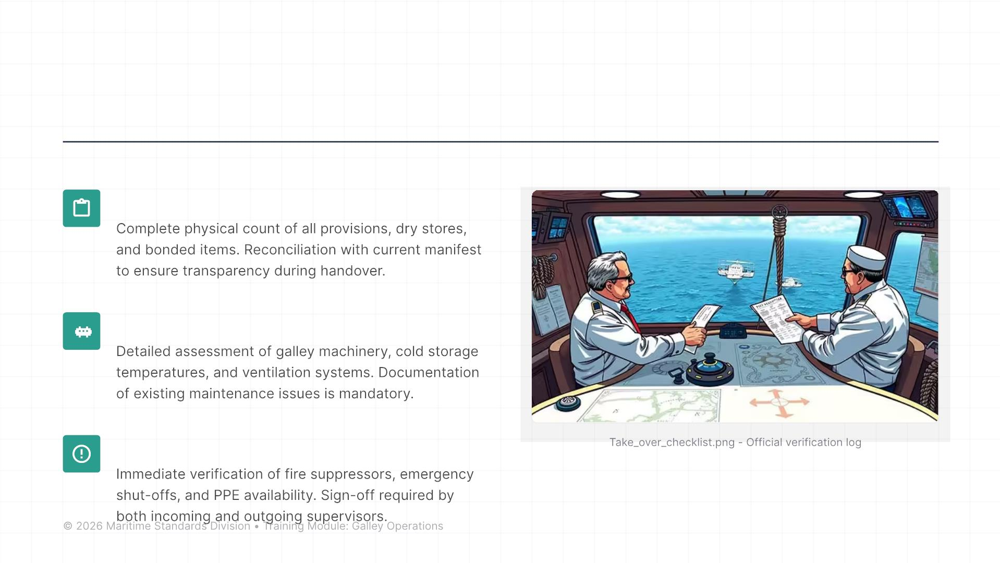 Complete physical count of all provisions, dry stores,
and bonded items. Reconciliation with current manifest
to ensure transparency during handover.
Detailed assessment of galley machinery, cold storage
temperatures, and ventilation systems. Documentation
of existing maintenance issues is mandatory.
Immediate verification of fire suppressors, emergency
shut-offs, and PPE availability. Sign-off required by
both incoming and outgoing supervisors.
Take_over_checklist.png - Official verification log
© 2026 Maritime Standards Division • Training Module: Galley Operations